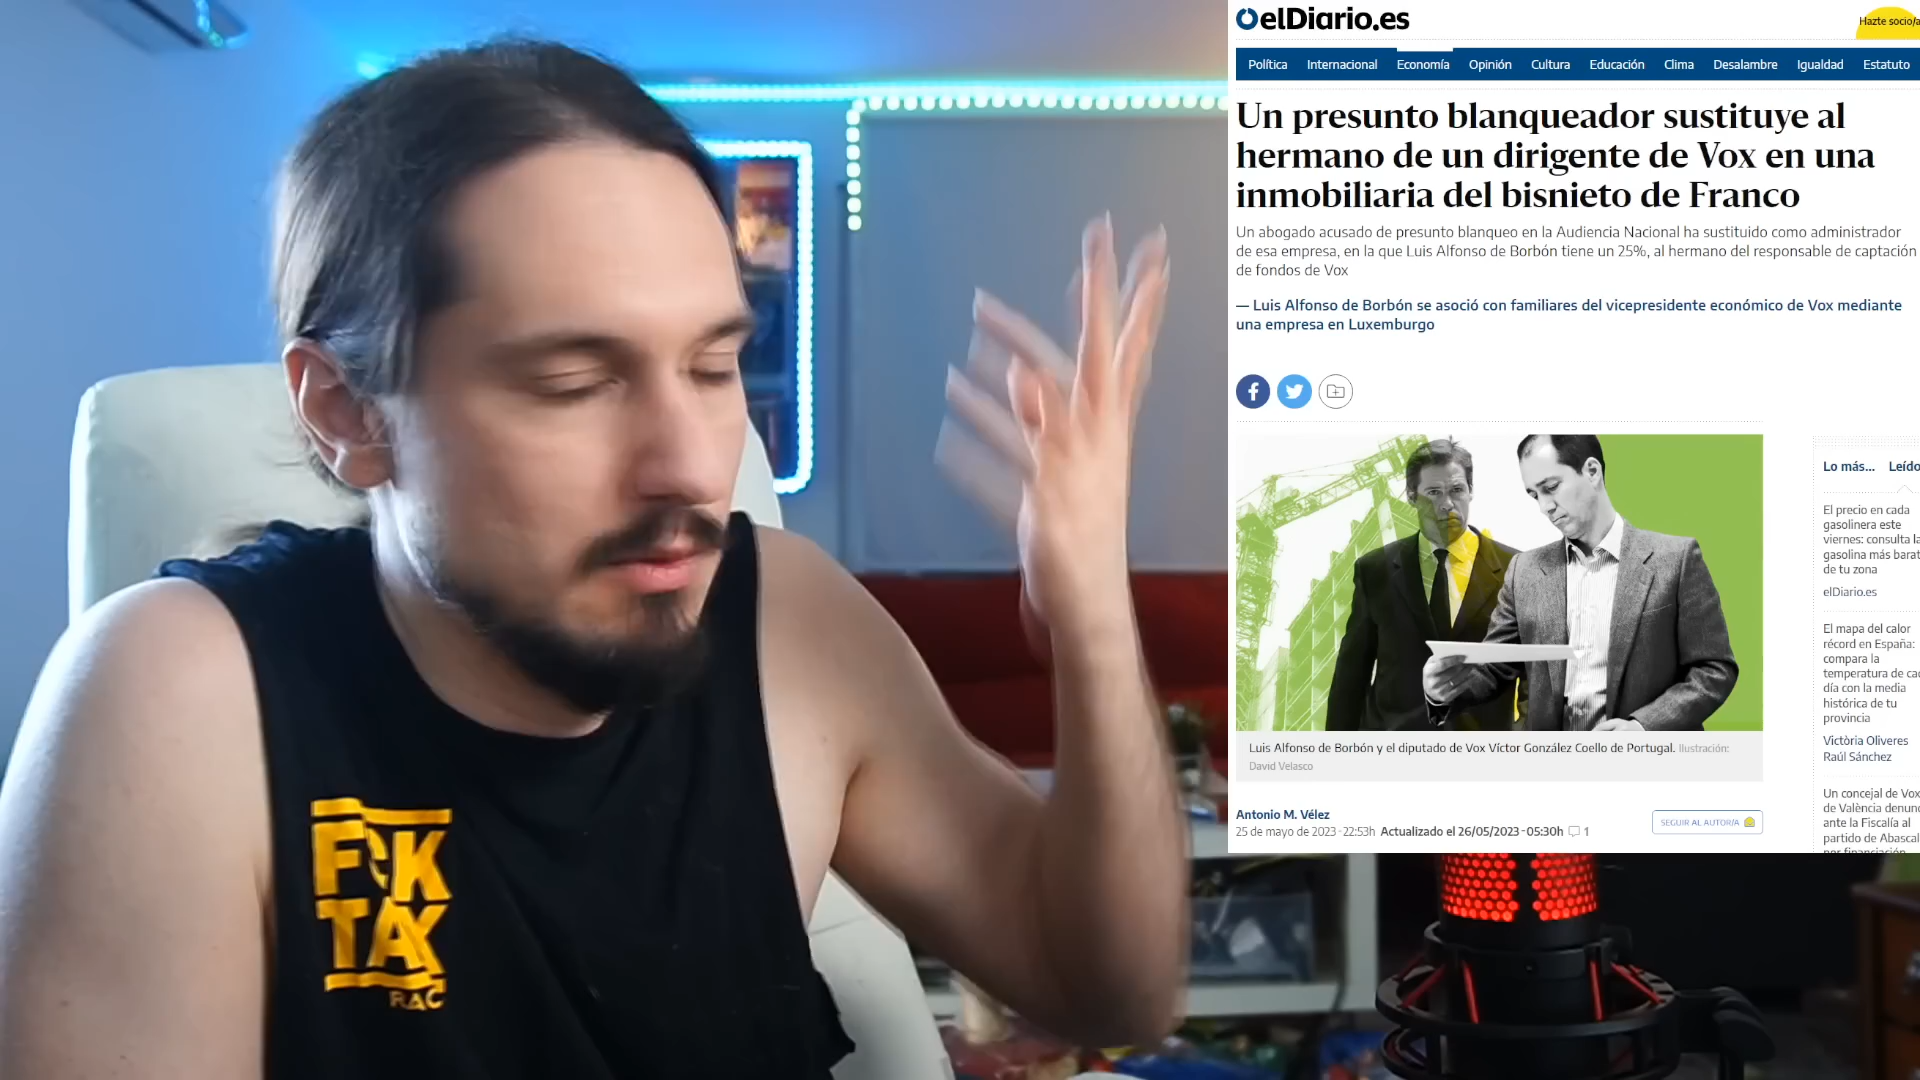 elDiario.es
Hazte socio/a
Política Internacional Economía Opinión Cultura Educación Clima Desalambre Igualdad Estatuto
Un presunto blanqueador sustituye al
hermano de un dirigente de Vox en una
inmobiliaria del bisnieto de Franco
Un abogado acusado de presunto blanqueo en la Audiencia Nacional ha sustituido como administrador
de esa empresa, en la que Luis Alfonso de Borbón tiene un 25%, al hermano del responsable de captación
de fondos de Vox
— Luis Alfonso de Borbón se asoció con familiares del vicepresidente económico de Vox mediante
una empresa en Luxemburgo
Luis Alfonso de Borbón y el diputado de Vox Víctor González Coello de Portugal. Ilustración:
David Velasco
Antonio M. Vélez
25 de mayo de 2023 - 22:53h Actualizado el 26/05/2023 - 05:30h 1
SEGUIR AL AUTOR/A
Lo más... Leído
El precio en cada
gasolinera este
viernes: consulta la
gasolina más barat
de tu zona
elDiario.es
El mapa del calor
récord en España:
compara la
temperatura de cad
día con la media
histórica de tu
provincia
Victòria Oliveres
Raúl Sánchez
Un concejal de Vox
de València denunc
ante la Fiscalía al
partido de Abascal
por financiación
FCK
TAX
RAC